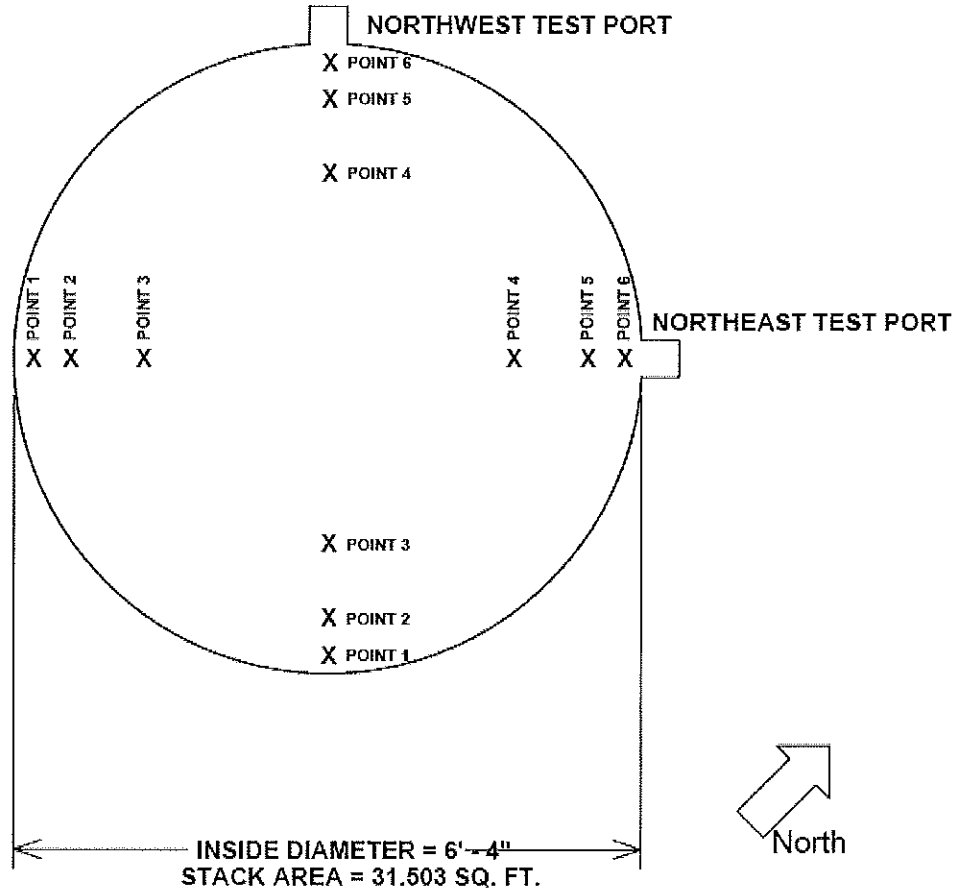 NORTHWEST TEST PORT
X POINT 6
X POINT 5
X POINT 4
X POINT 1
X POINT 2
X POINT 3
X POINT 4
X POINT 5
X POINT 6
NORTHEAST TEST PORT
X POINT 3
X POINT 2
X POINT 1
North
INSIDE DIAMETER = 6' - 4"
STACK AREA = 31.503 SQ. FT.